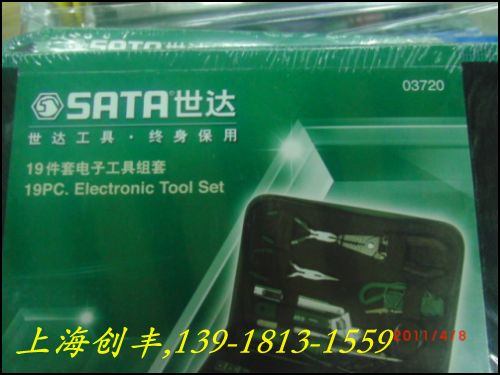 03720
SATA世达
世达工具·终身保用
19件套电子工具组套
19PC. Electronic Tool Set
上海创丰,139-1813-1559
2011/4/8